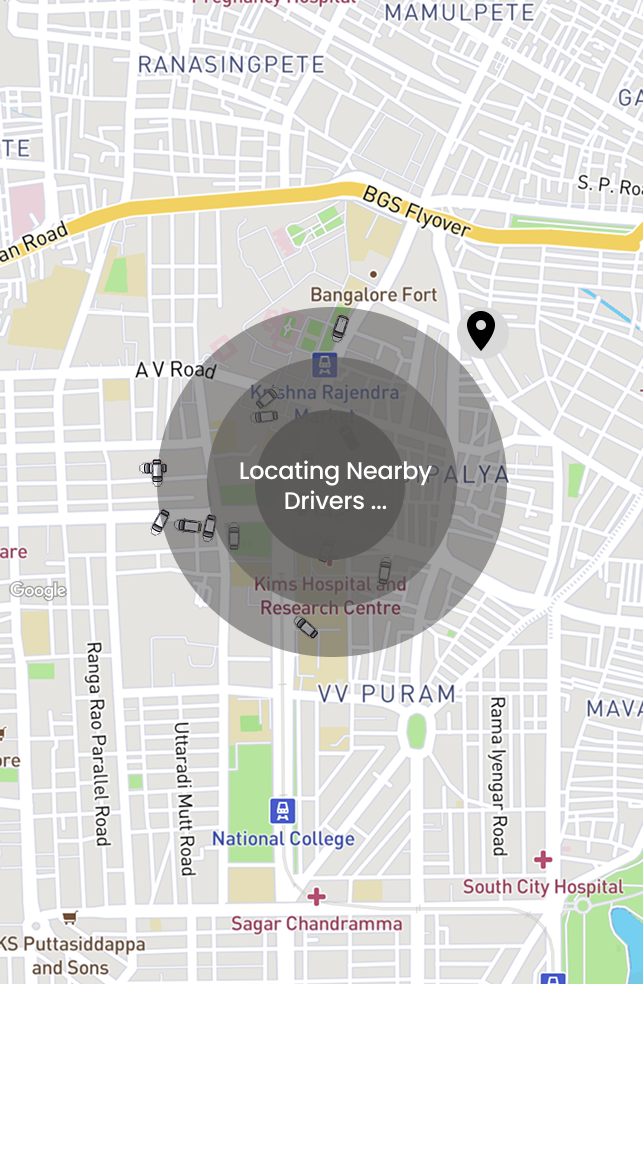 Pregnancy Hospital
MAMULPETE
RANASINGPETE
GA
TE
S. P. Roa
BGS Flyover
an Road
Bangalore Fort
A V Road
Krishna Rajendra
Market
Locating Nearby
Drivers ...
PALYA
are
Google
Kims Hospital and
Research Centre
VV PURAM
MAVA
Ranga Rao Parallel Road
Uttaradi Mutt Road
Rama Iyengar Road
ore
National College
South City Hospital
Sagar Chandramma
KS Puttasiddappa
and Sons